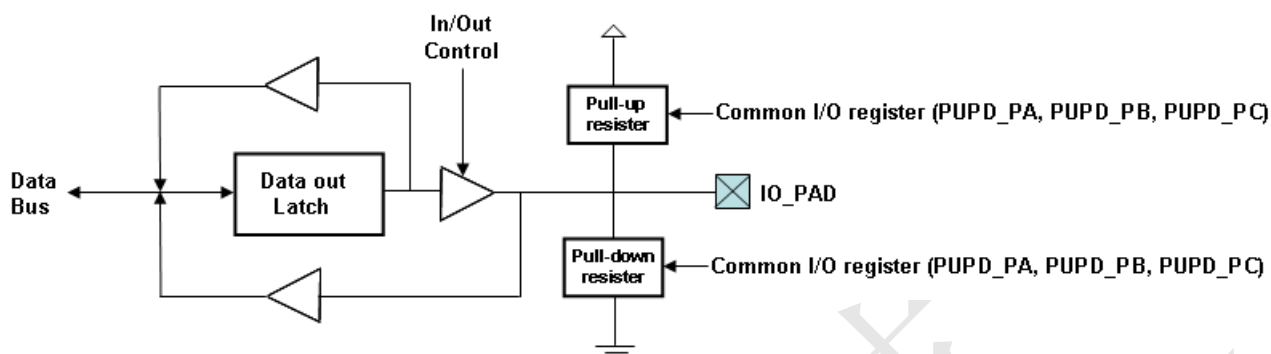 In/Out
Control
Pull-up
resister
Common I/O register (PUPD_PA, PUPD_PB, PUPD_PC)
Data
Bus
Data out
Latch
IO_PAD
Pull-down
resister
Common I/O register (PUPD_PA, PUPD_PB, PUPD_PC)